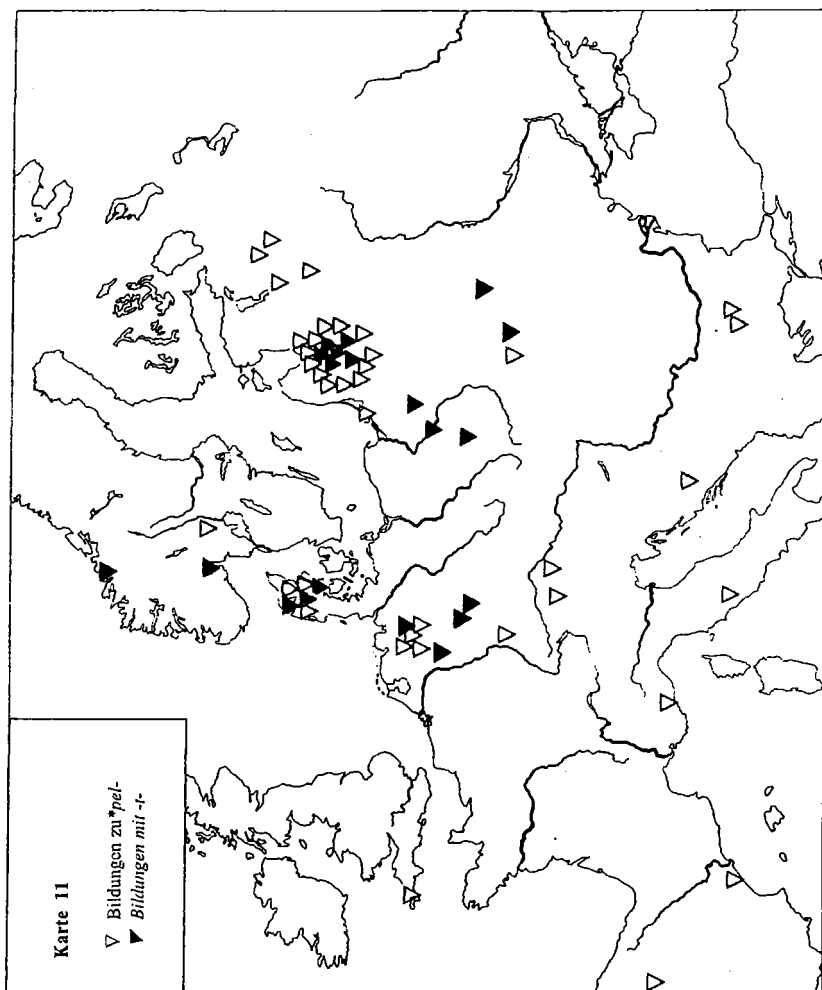 Karte 11
▽ Bildungen zu *pel-
▼ Bildungen mit -t-